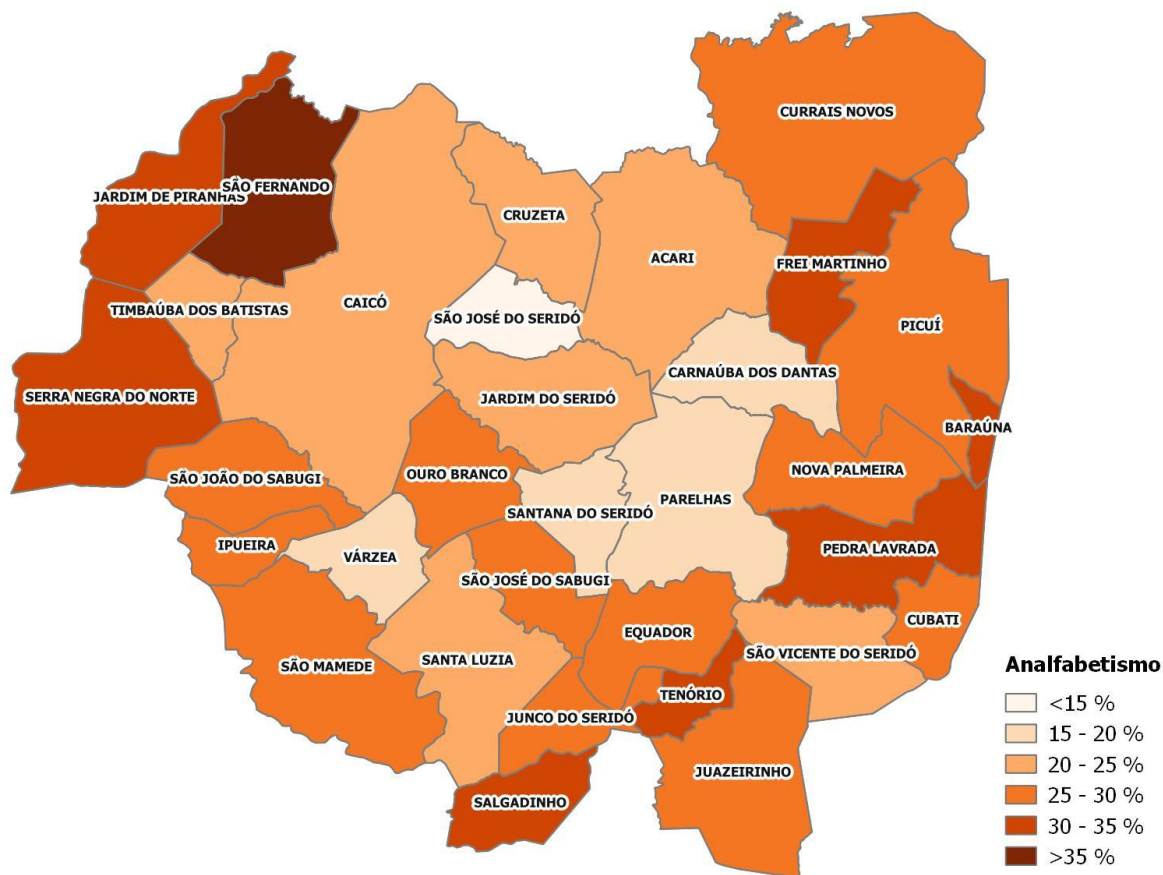 CURRAIS NOVOS
SÃO FERNANDO
JARDIM DE PIRANHAS
CRUZETA
ACARI
FREI MARTINHO
CAICÓ
TIMBAÚBA DOS BATISTAS
SÃO JOSÉ DO SERIDÓ
PICUÍ
CARNAÚBA DOS DANTAS
SERRA NEGRA DO NORTE
JARDIM DO SERIDÓ
BARAÚNA
NOVA PALMEIRA
OURO BRANCO
SÃO JOÃO DO SABUGI
PARELHAS
SANTANA DO SERIDÓ
IPUEIRA
PEDRA LAVRADA
VÁRZEA
SÃO JOSÉ DO SABUGI
CUBATI
EQUADOR
SÃO VICENTE DO SERIDÓ
SANTA LUZIA
SÃO MAMEDE
TENÓRIO
JUNCO DO SERIDÓ
JUAZEIRINHO
SALGADINHO
Analfabetismo
<15 %
15 - 20 %
20 - 25 %
25 - 30 %
30 - 35 %
>35 %